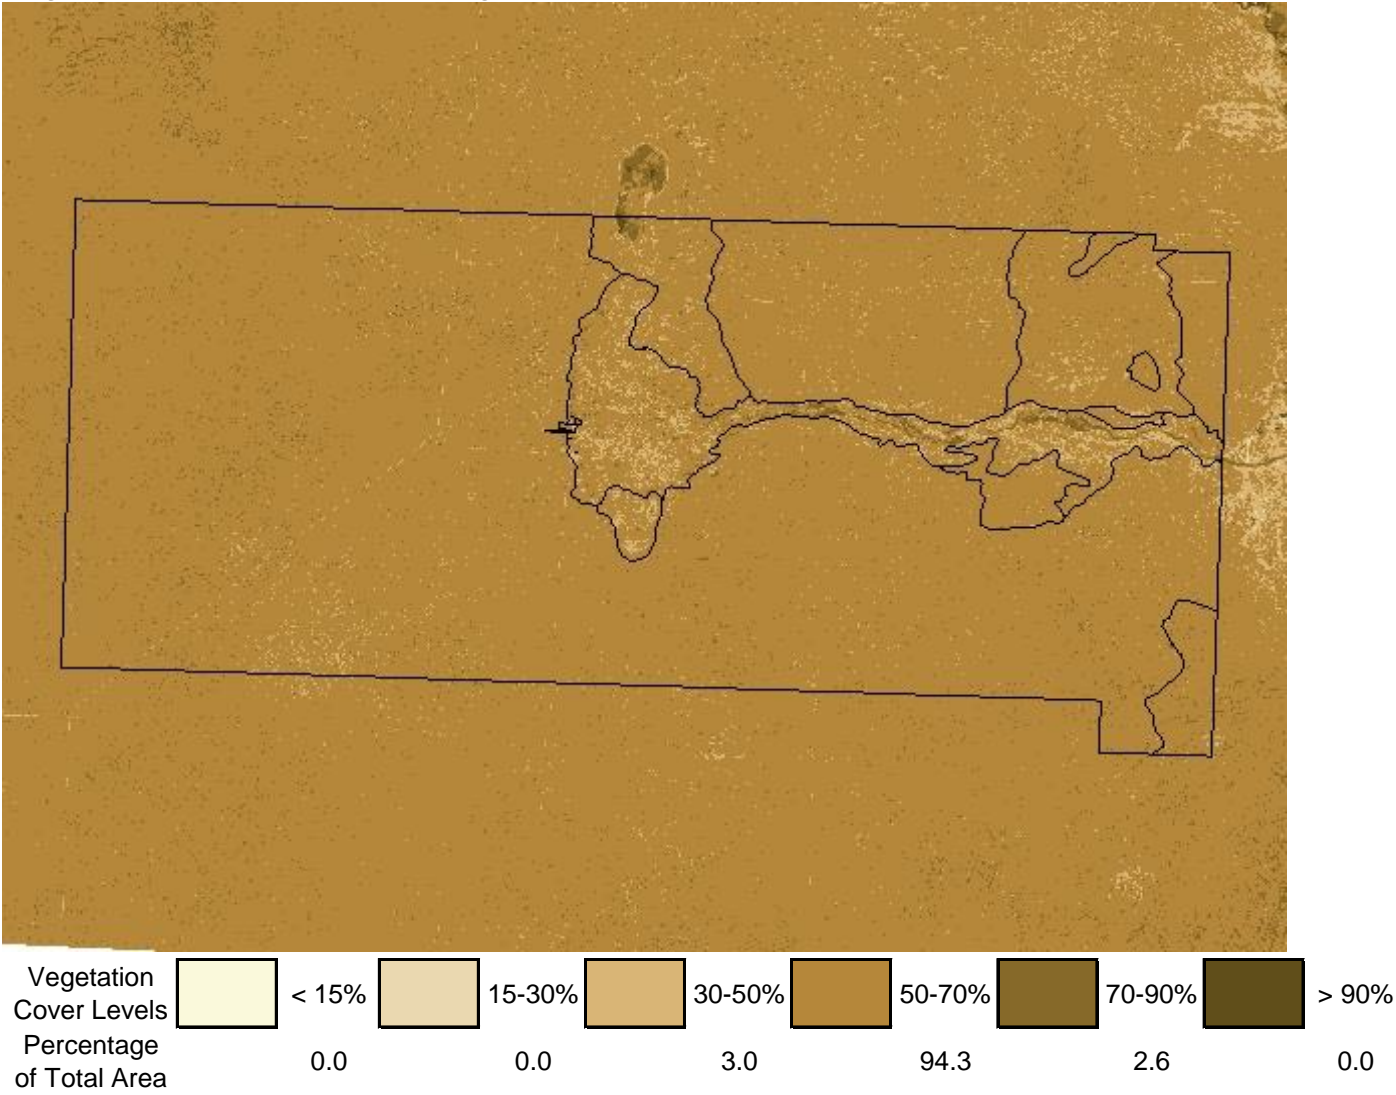 Vegetation
Cover Levels
< 15% 15-30% 30-50% 50-70% 70-90% > 90%
Percentage
of Total Area
0.0 0.0 3.0 94.3 2.6 0.0